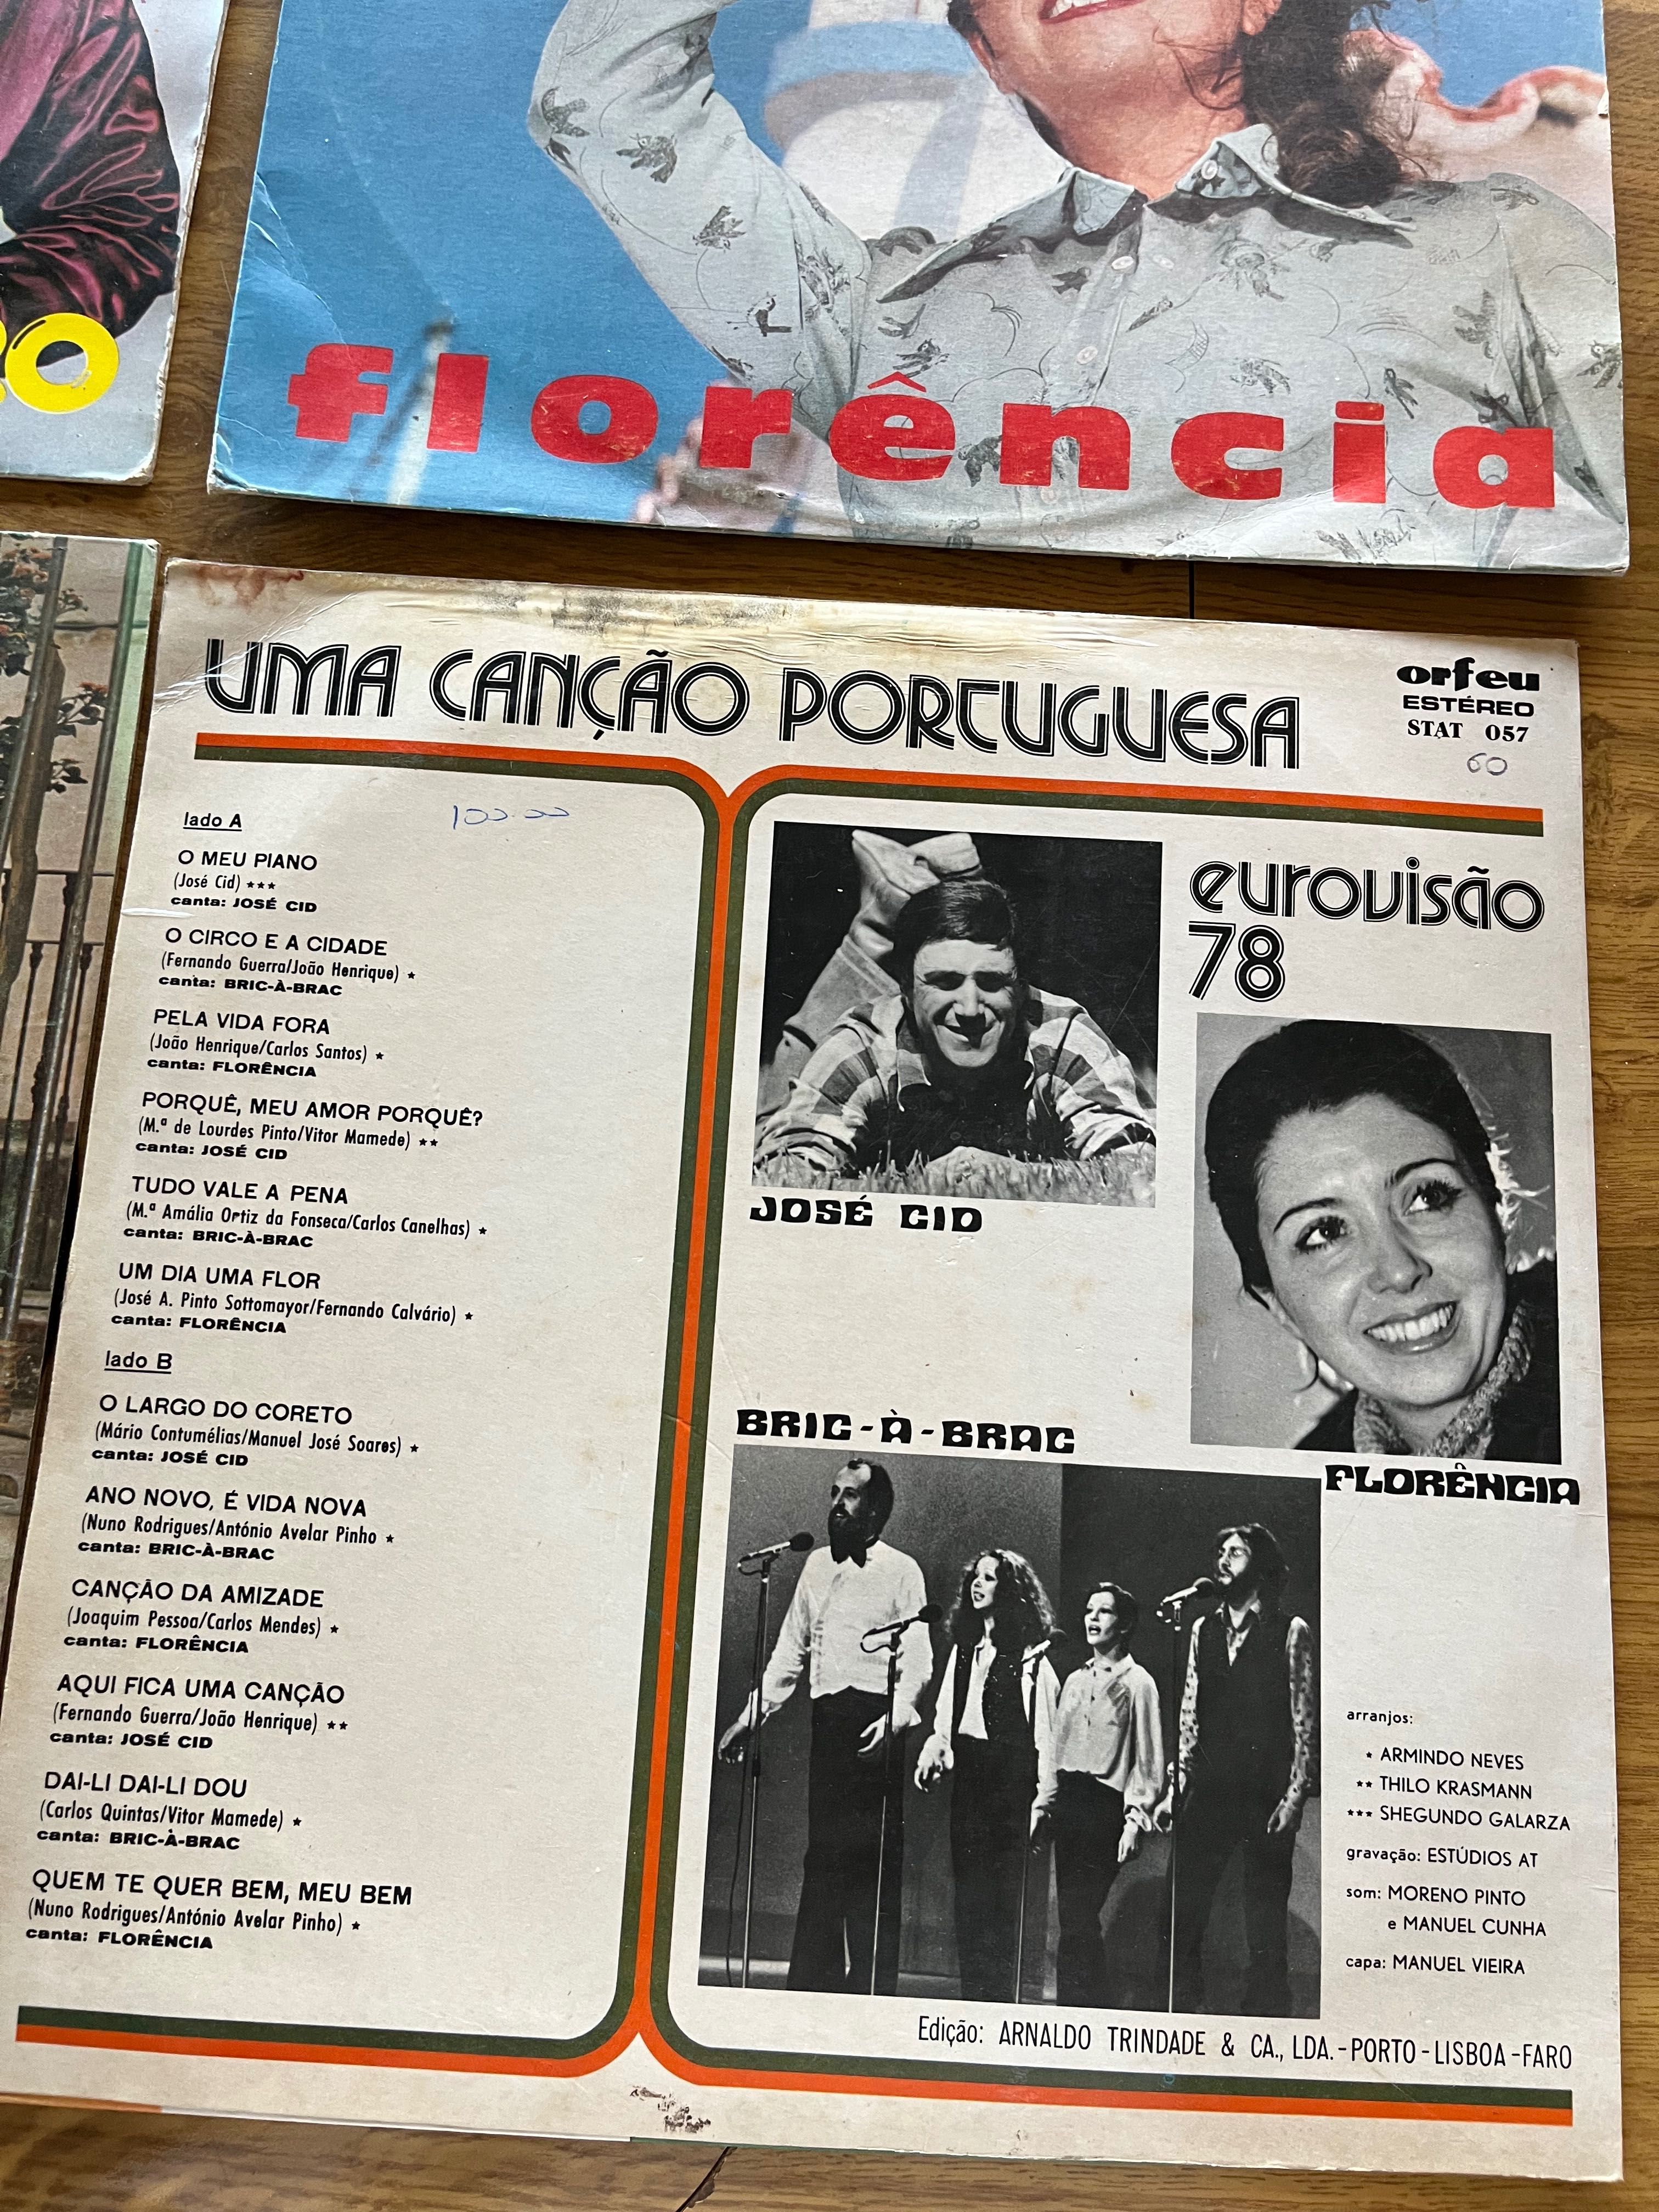 florência
UMA CANÇÃO PORTUGUESA
orfeu
ESTÉREO
STAT 057
60
lado A
100.00
O MEU PIANO
(José Cid) ★★★
canta: JOSÉ CID
O CIRCO E A CIDADE
(Fernando Guerra/João Henrique) ★
canta: BRIC-À-BRAC
PELA VIDA FORA
(João Henrique/Carlos Santos) ★
canta: FLORÊNCIA
PORQUÊ, MEU AMOR PORQUÊ?
(M.ª de Lourdes Pinto/Vitor Mamede) ★★
canta: JOSÉ CID
TUDO VALE A PENA
(M.ª Amália Ortiz da Fonseca/Carlos Canelhas) ★
canta: BRIC-À-BRAC
UM DIA UMA FLOR
(José A. Pinto Sottomayor/Fernando Calvário) ★
canta: FLORÊNCIA
lado B
O LARGO DO CORETO
(Mário Contumélias/Manuel José Soares) ★
canta: JOSÉ CID
ANO NOVO, É VIDA NOVA
(Nuno Rodrigues/António Avelar Pinho ★
canta: BRIC-À-BRAC
CANÇÃO DA AMIZADE
(Joaquim Pessoa/Carlos Mendes) ★
canta: FLORÊNCIA
AQUI FICA UMA CANÇÃO
(Fernando Guerra/João Henrique) ★★
canta: JOSÉ CID
DAI-LI DAI-LI DOU
(Carlos Quintas/Vitor Mamede) ★
canta: BRIC-À-BRAC
QUEM TE QUER BEM, MEU BEM
(Nuno Rodrigues/António Avelar Pinho) ★
canta: FLORÊNCIA
eurovisão
78
JOSÉ CID
BRIC-À-BRAC
FLORÊNCIA
arranjos:
★ ARMINDO NEVES
★★ THILO KRASMANN
★★★ SHEGUNDO GALARZA
gravação: ESTÚDIOS AT
som: MORENO PINTO
e MANUEL CUNHA
capa: MANUEL VIEIRA
Edição: ARNALDO TRINDADE & CA., LDA.-PORTO-LISBOA-FARO